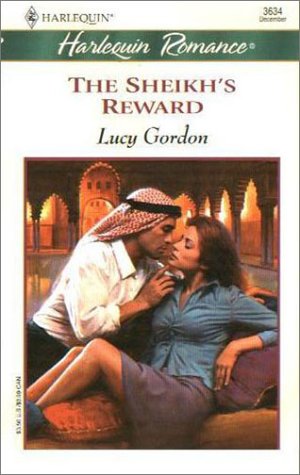 HARLEQUIN®
3634
December
Harlequin Romance®
THE SHEIKH'S
REWARD
Lucy Gordon